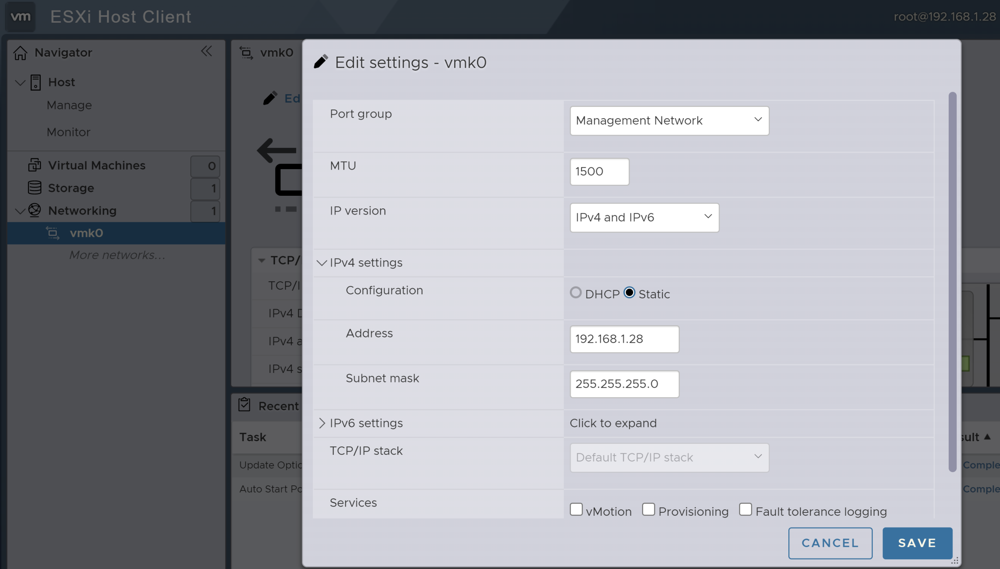 vm ESXi Host Client
root@192.168.1.28
Navigator
Host
Manage
Monitor
Virtual Machines 0
Storage 1
Networking 1
vmk0
More networks...
vmk0
Ed
TCP/
TCP/I
IPv4
IPv4 a
IPv4 s
Recent
Task
Update Optic
Auto Start Po
sult
Comple
Comple
Edit settings - vmk0
Port group
Management Network
MTU
1500
IP version
IPv4 and IPv6
IPv4 settings
Configuration
DHCP Static
Address
192.168.1.28
Subnet mask
255.255.255.0
IPv6 settings
Click to expand
TCP/IP stack
Default TCP/IP stack
Services
vMotion Provisioning Fault tolerance logging
CANCEL SAVE